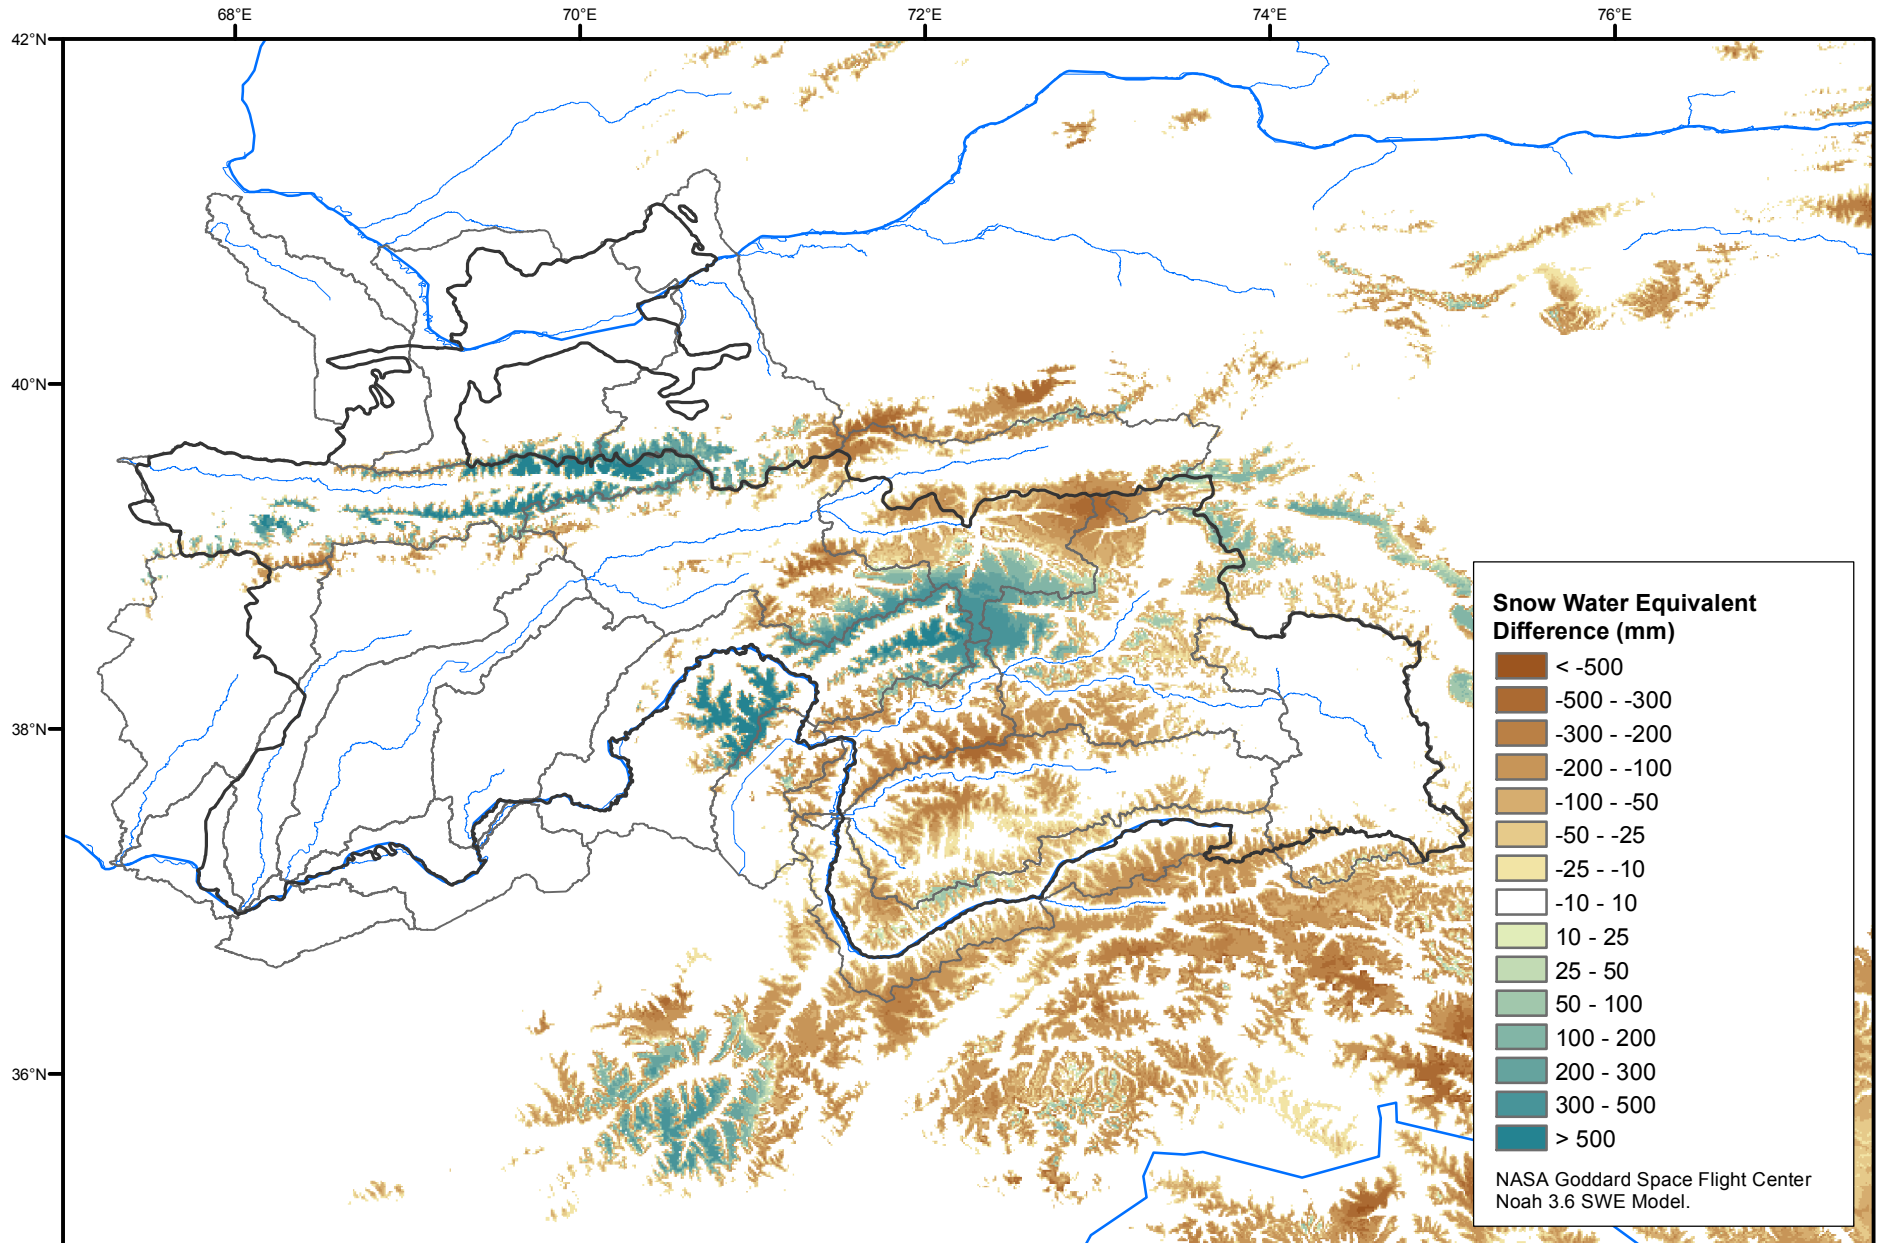 68°E 70°E 72°E 74°E 76°E
42°N
40°N
38°N
36°N
Snow Water Equivalent
Difference (mm)
< -500
-500 - -300
-300 - -200
-200 - -100
-100 - -50
-50 - -25
-25 - -10
-10 - 10
10 - 25
25 - 50
50 - 100
100 - 200
200 - 300
300 - 500
> 500
NASA Goddard Space Flight Center
Noah 3.6 SWE Model.